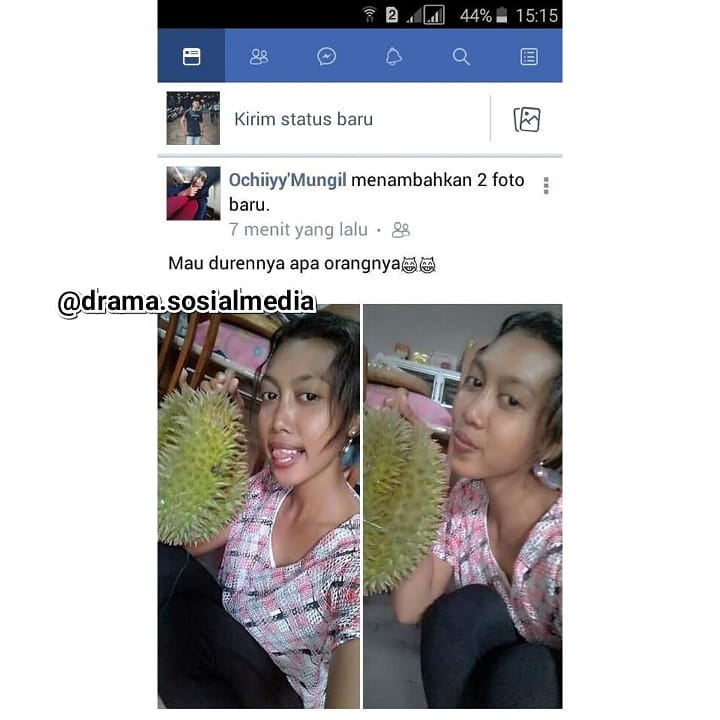 2 44% 15:15
Kirim status baru
Ochiiyy'Mungil menambahkan 2 foto
baru.
7 menit yang lalu ·
Mau durennya apa orangnya😸😸
@drama.sosialmedia